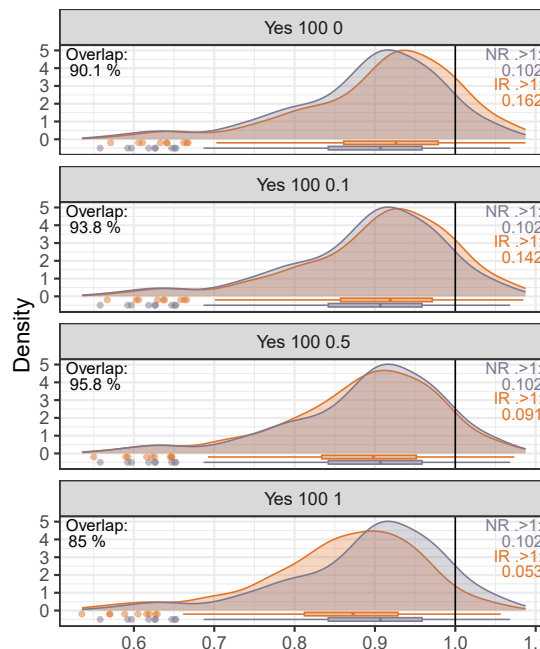 Yes 100 0
Overlap:
90.1 %
NR .>1:
0.102
IR .>1:
0.162
5
4
3
2
1
0
Yes 100 0.1
Overlap:
93.8 %
NR .>1:
0.102
IR .>1:
0.142
5
4
3
2
1
0
Density
Yes 100 0.5
Overlap:
95.8 %
NR .>1:
0.102
IR .>1:
0.091
5
4
3
2
1
0
Yes 100 1
Overlap:
85 %
NR .>1:
0.102
IR .>1:
0.053
5
4
3
2
1
0
0.6 0.7 0.8 0.9 1.0 1.